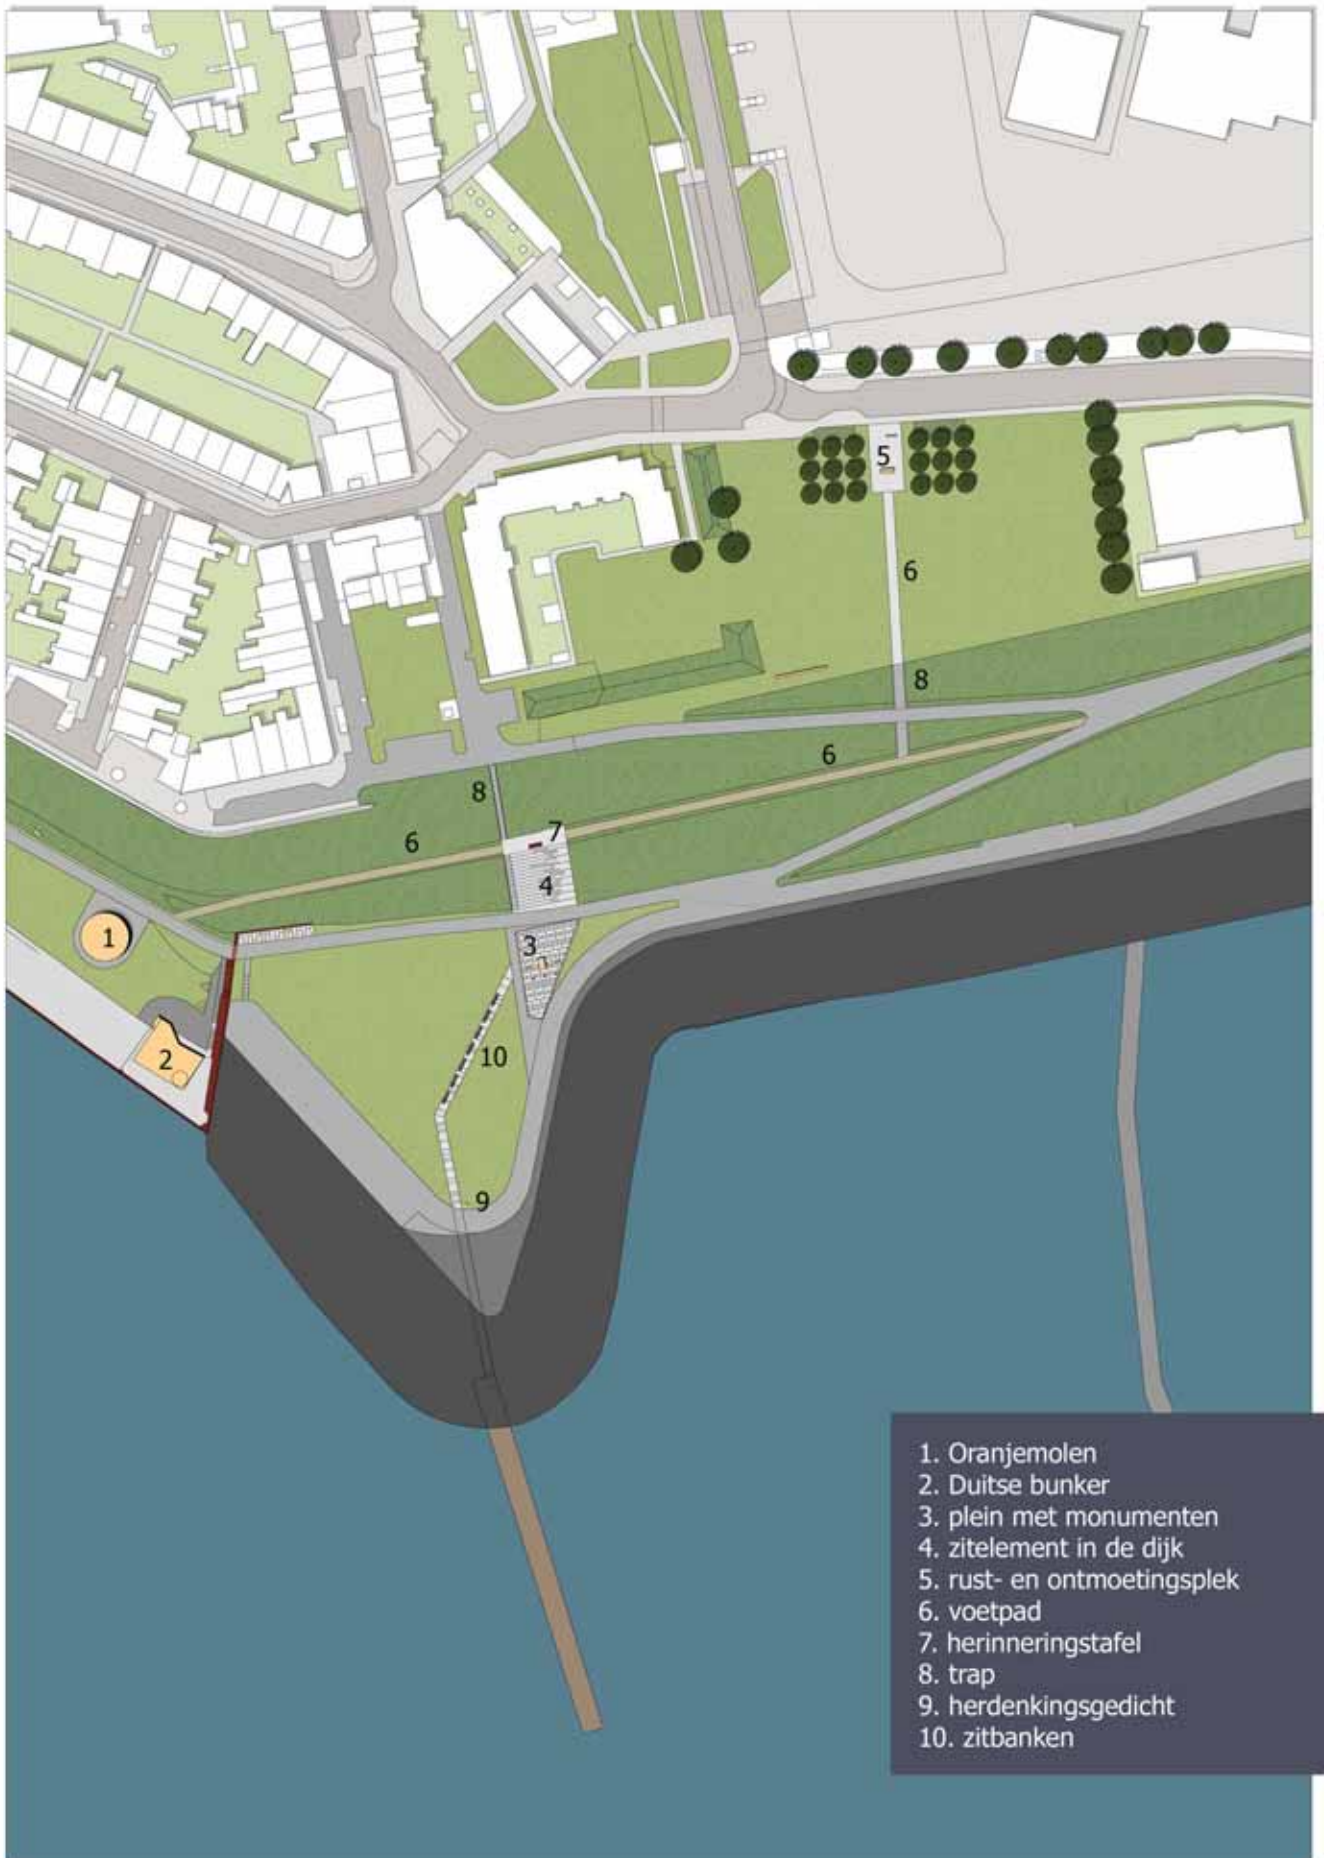 5
6
8
6
8
7
6
4
1
3
2
10
9
1. Oranjemolen
2. Duitse bunker
3. plein met monumenten
4. zitelement in de dijk
5. rust- en ontmoetingsplek
6. voetpad
7. herinneringstafel
8. trap
9. herdenkingsgedicht
10. zitbanken